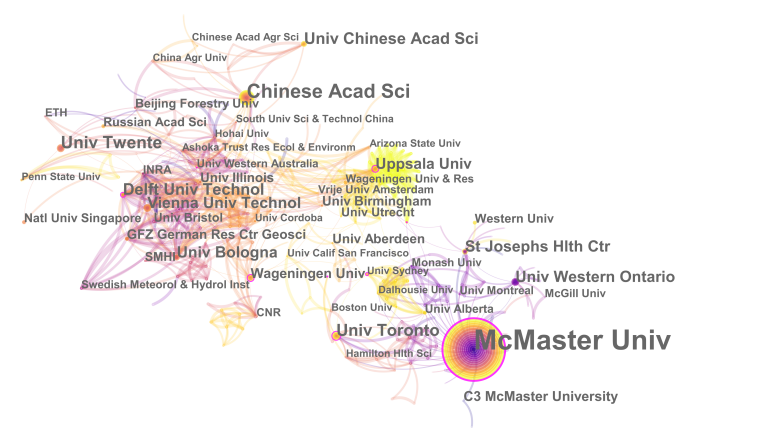 Chinese Acad Agr Sci
Univ Chinese Acad Sci
China Agr Univ
Chinese Acad Sci
Beijing Forestry Univ
ETH
Russian Acad Sci
South Univ Sci & Technol China
Hohai Univ
Univ Twente
Ashoka Trust Res Ecol & Environm
Arizona State Univ
Univ Western Australia
Uppsala Univ
INRA
Penn State Univ
Univ Illinois
Wageningen Univ & Res
Delft Univ Technol
Vrije Univ Amsterdam
Vienna Univ Technol
Univ Birmingham
Natl Univ Singapore
Univ Bristol
Univ Cordoba
Univ Utrecht
Western Univ
GFZ German Res Ctr Geosci
Univ Aberdeen
St Josephs Hlth Ctr
SMHI
Univ Bologna
Univ Calif San Francisco
Monash Univ
Wageningen Univ
Univ Sydney
Univ Western Ontario
Swedish Meteorol & Hydrol Inst
Dalhousie Univ
Univ Montreal
McGill Univ
CNR
Boston Univ
Univ Alberta
Univ Toronto
McMaster Univ
Hamilton Hlth Sci
C3 McMaster University